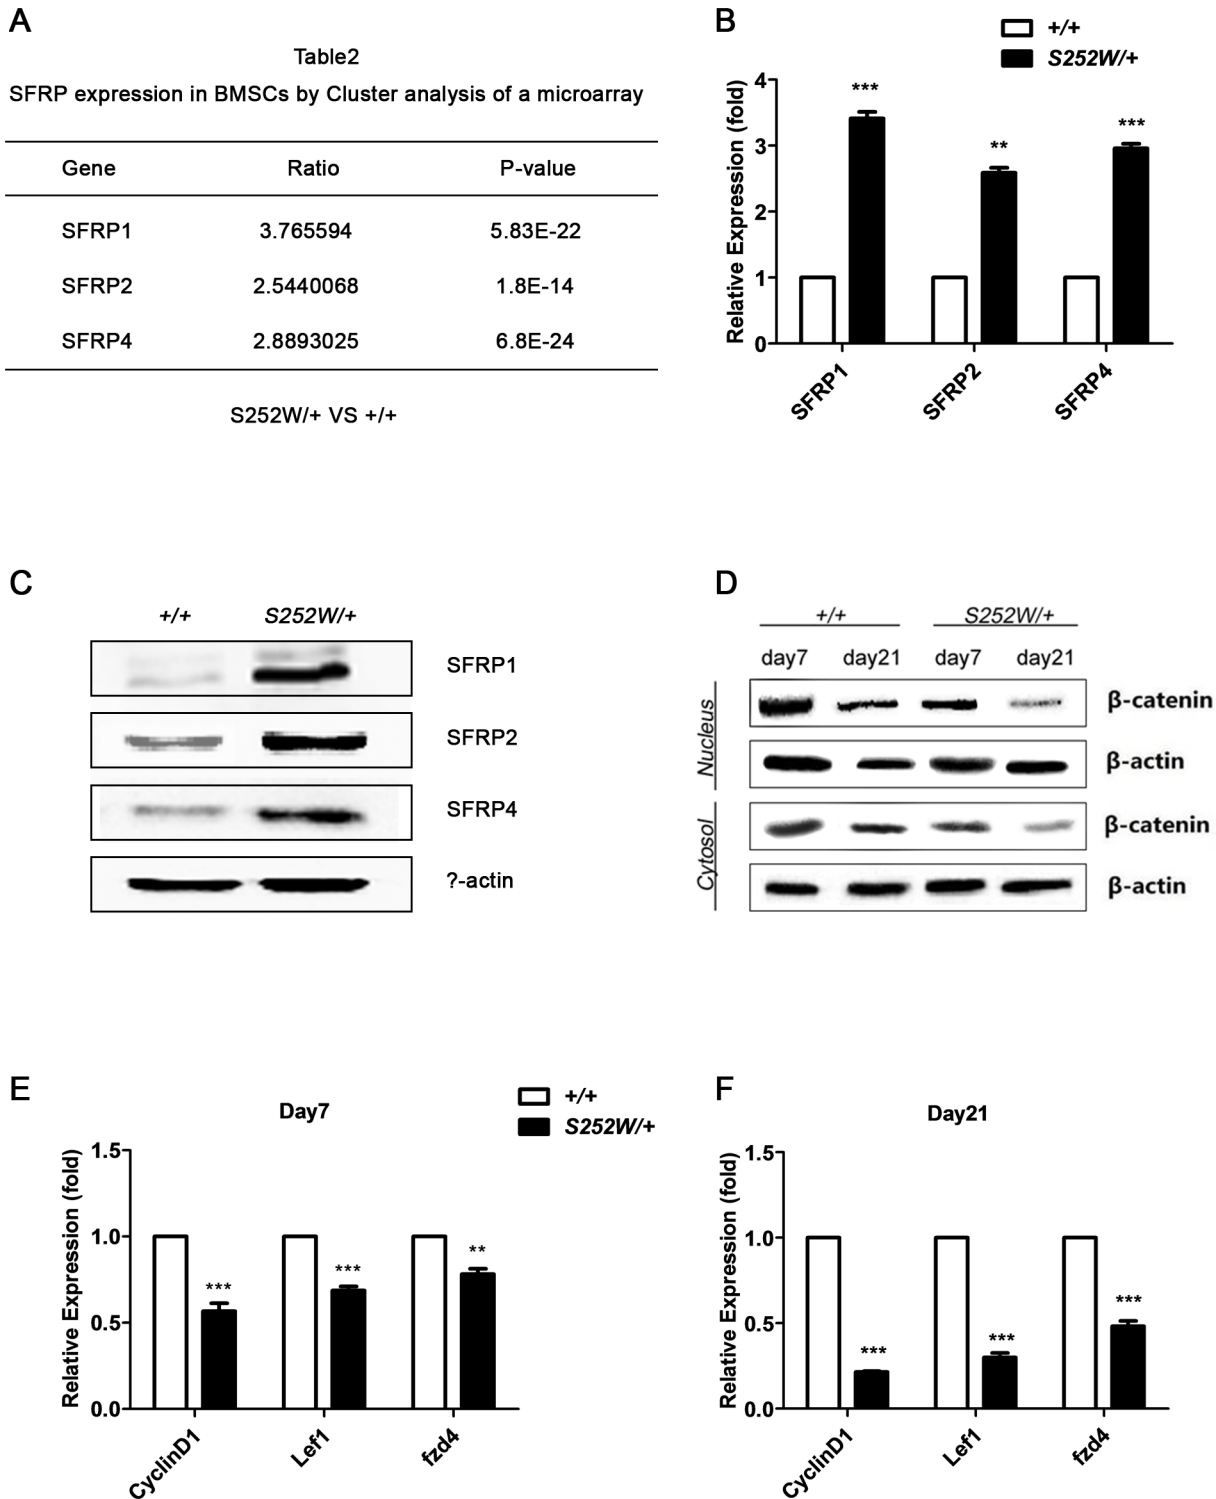 A
Table2
SFRP expression in BMSCs by Cluster analysis of a microarray
Gene Ratio P-value
SFRP1 3.765594 5.83E-22
SFRP2 2.5440068 1.8E-14
SFRP4 2.8893025 6.8E-24
S252W/+ VS +/+
B
+/+
S252W/+
Relative Expression (fold)
4
3
2
1
0
***
**
***
SFRP1 SFRP2 SFRP4
C
+/+ S252W/+
SFRP1
SFRP2
SFRP4
?-actin
D
+/+ S252W/+
day7 day21 day7 day21
Nucleus
β-catenin
β-actin
Cytosol
β-catenin
β-actin
E
Day7
+/+
S252W/+
Relative Expression (fold)
1.5
1.0
0.5
0.0
***
***
**
CyclinD1 Lef1 fzd4
F
Day21
Relative Expression (fold)
1.5
1.0
0.5
0.0
***
***
***
CyclinD1 Lef1 fzd4